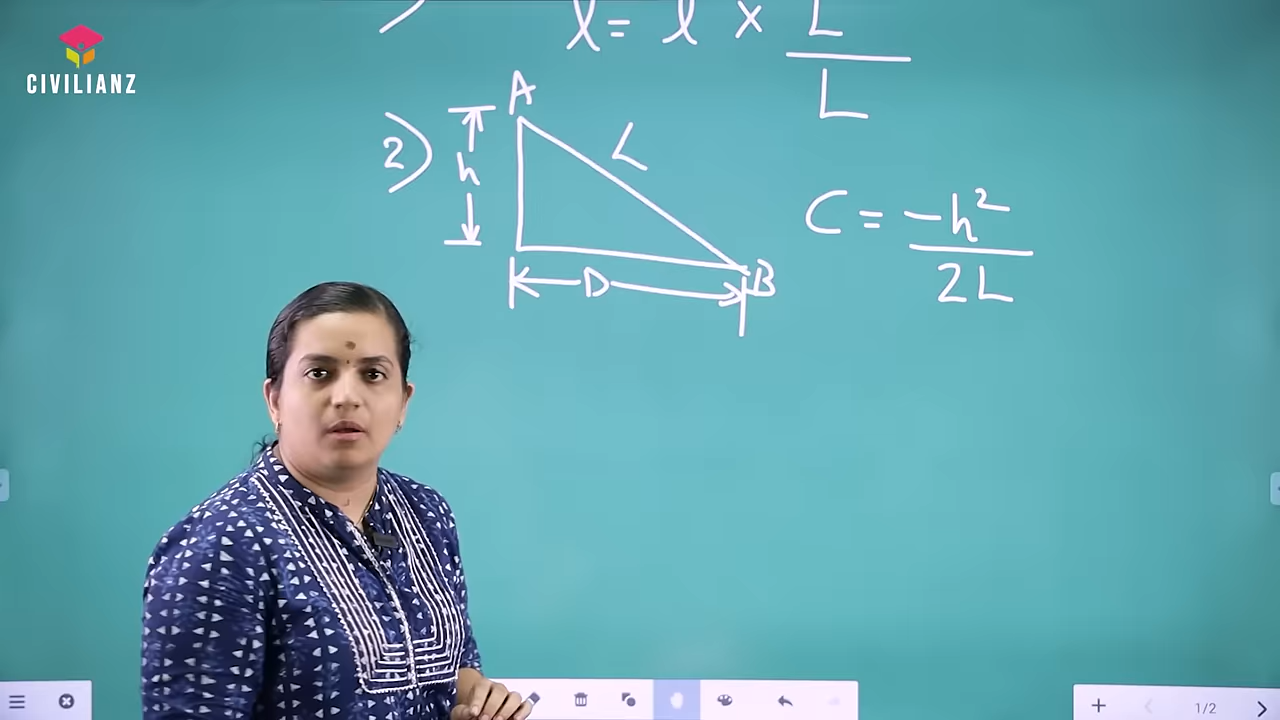 CIVILIANZ
l = l × L / L
2)
A
h
L
D
B
C = -h² / 2L
1/2